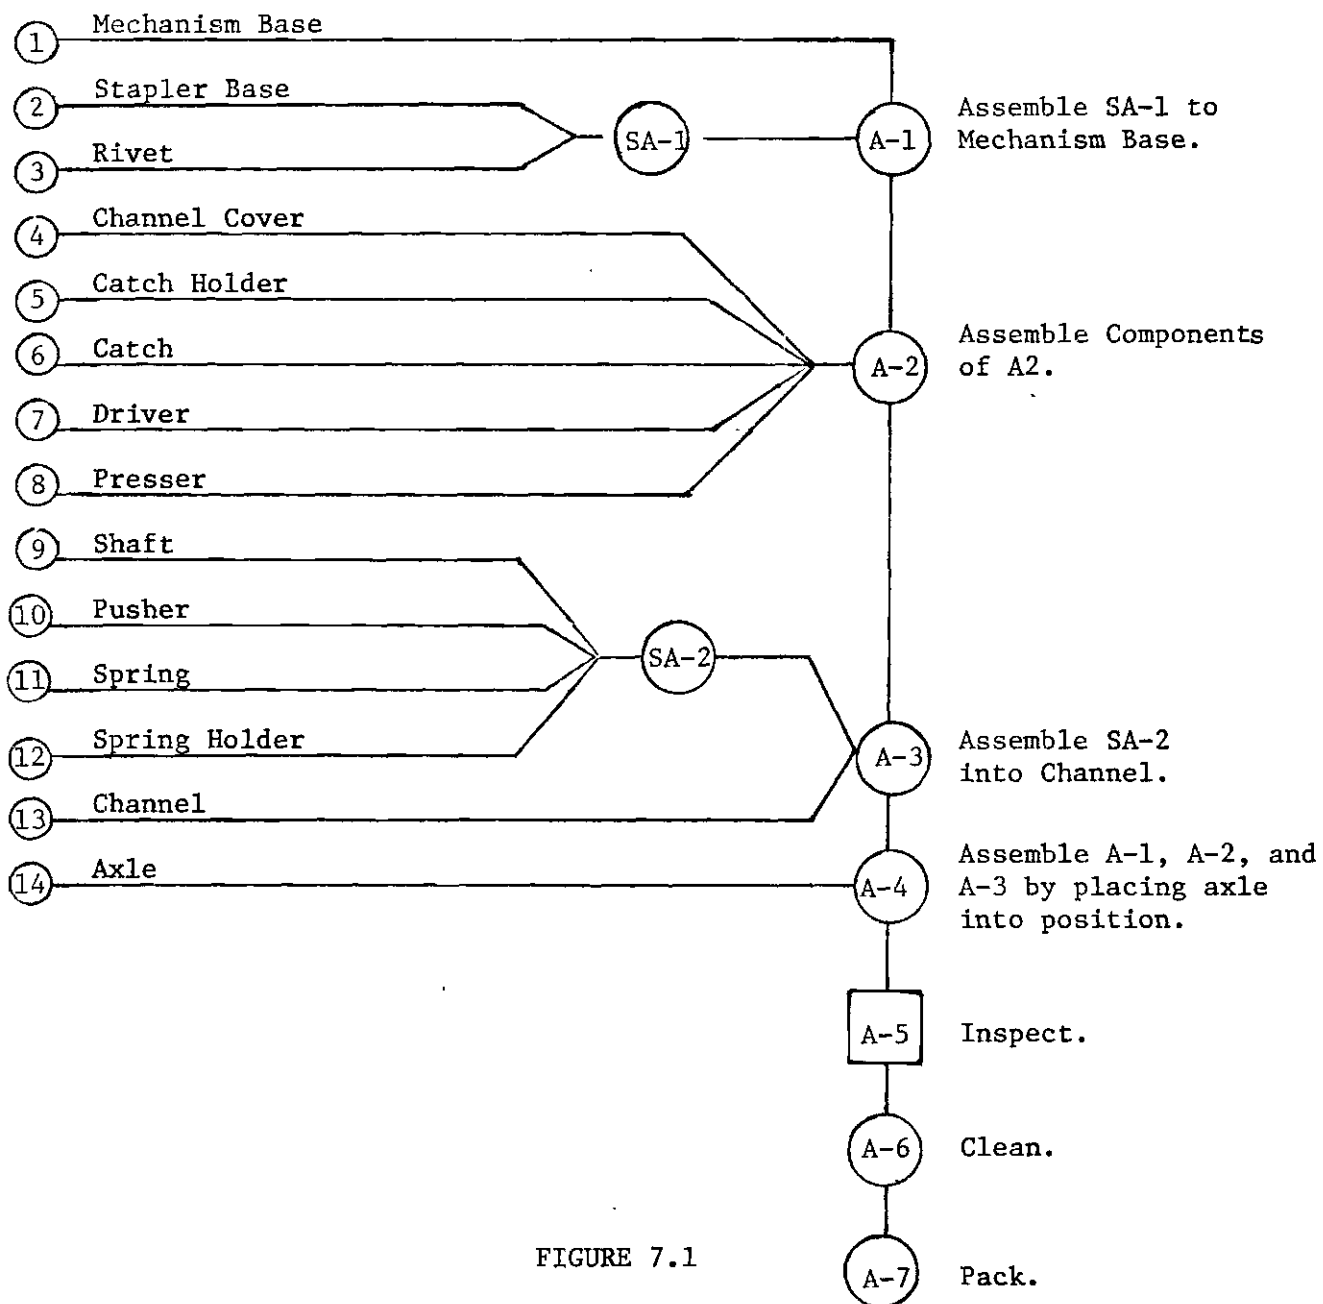 1 Mechanism Base
2 Stapler Base
3 Rivet
SA-1
A-1
Assemble SA-1 to
Mechanism Base.
4 Channel Cover
5 Catch Holder
6 Catch
7 Driver
8 Presser
A-2
Assemble Components
of A2.
9 Shaft
10 Pusher
11 Spring
12 Spring Holder
SA-2
13 Channel
A-3
Assemble SA-2
into Channel.
14 Axle
A-4
Assemble A-1, A-2, and
A-3 by placing axle
into position.
A-5
Inspect.
A-6
Clean.
A-7
Pack.
FIGURE 7.1